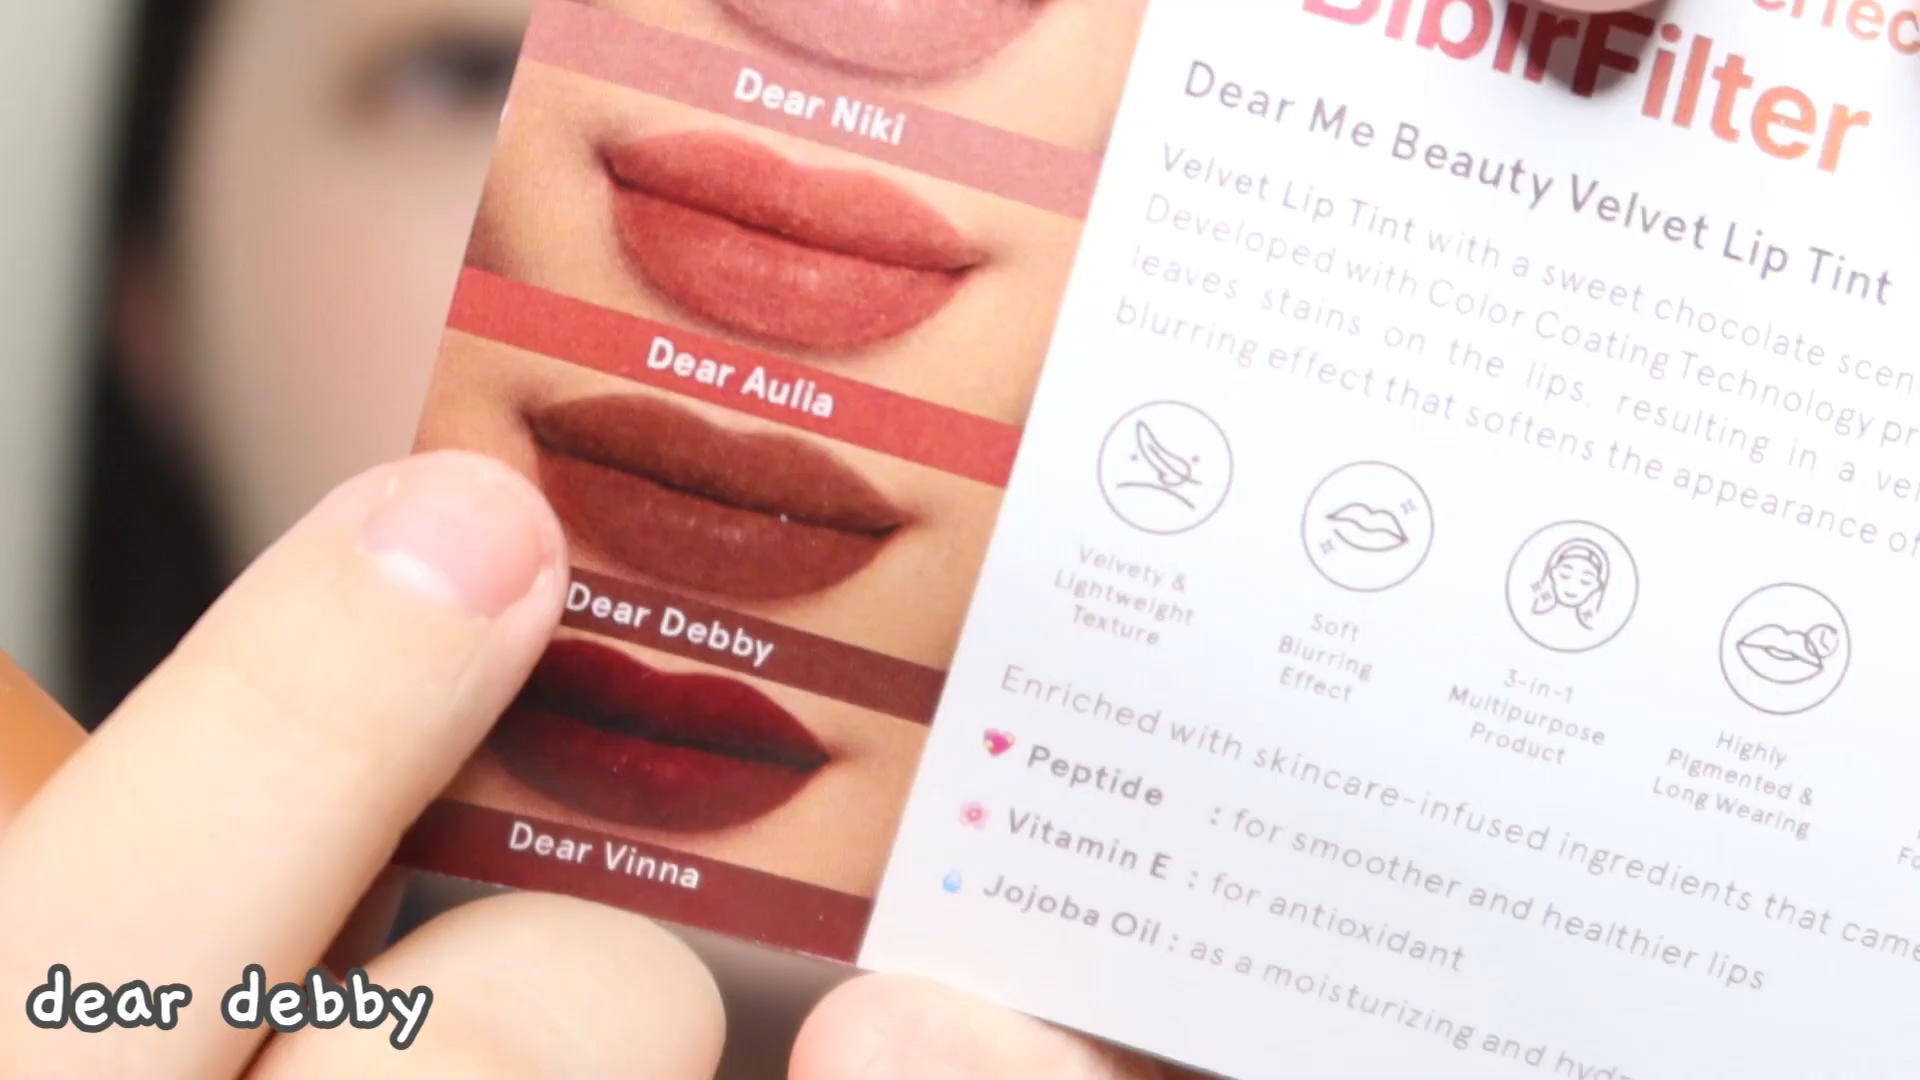 Dear Niki
Dear Aulia
Dear Debby
Dear Vinna
BibirFilter
Dear Me Beauty Velvet Lip Tint
Velvet Lip Tint with a sweet chocolate
Developed with Color Coating Technology
leaves stains on the lips. resulting in a
blurring effect that softens the appearance of
Velvety &
Lightweight
Texture
Soft
Blurring
Effect
3-in-1
Multipurpose
Product
Highly
Pigmented &
Long Wearing
Enriched with skincare-infused ingredients that came
Peptide : for smoother and healthier lips
Vitamin E : for antioxidant
Jojoba Oil : as a moisturizing and
dear debby